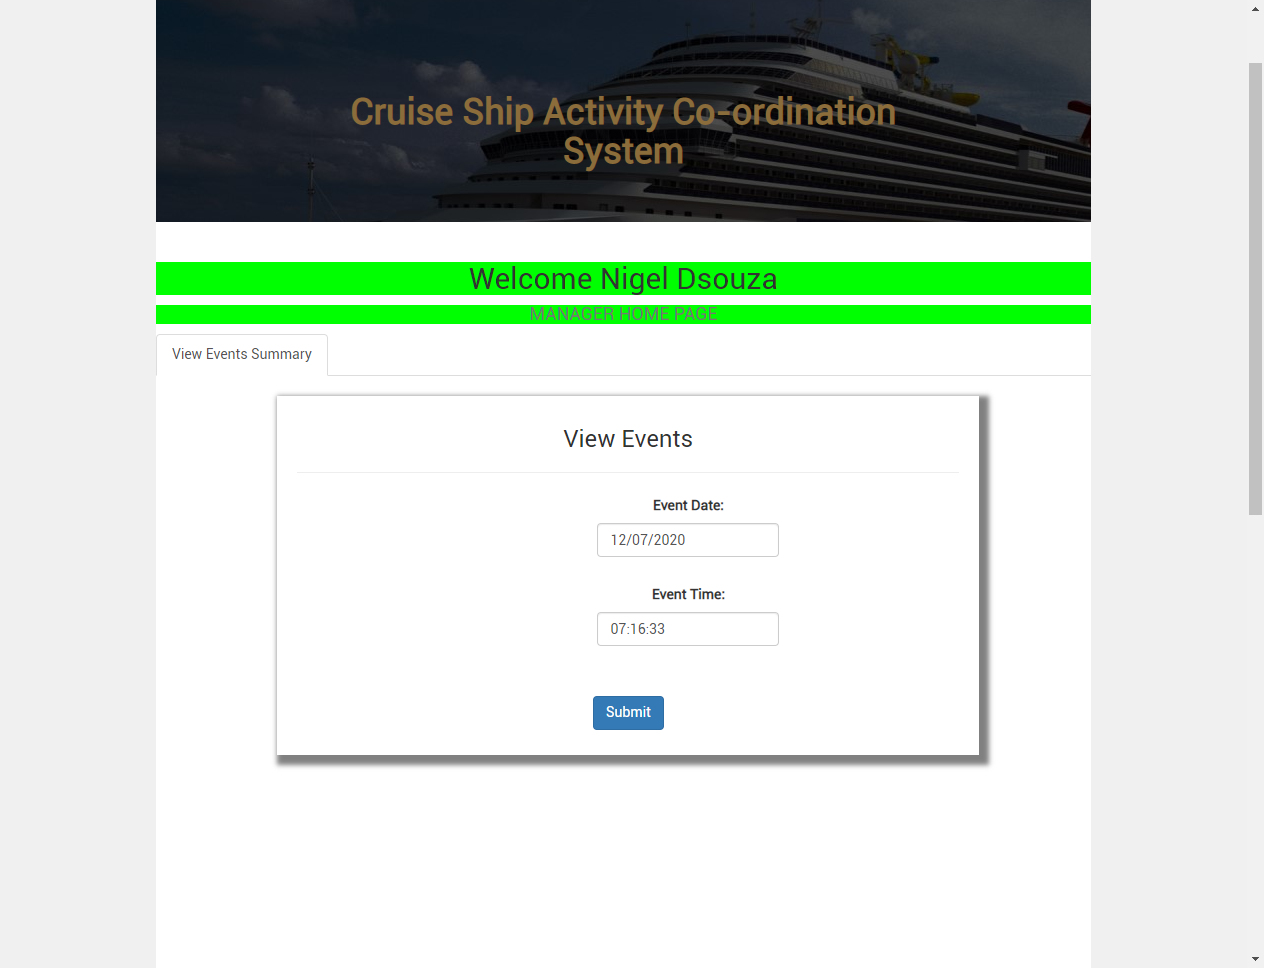 Cruise Ship Activity Co-ordination
System
Welcome Nigel Dsouza
MANAGER HOME PAGE
View Events Summary
View Events
Event Date:
12/07/2020
Event Time:
07:16:33
Submit